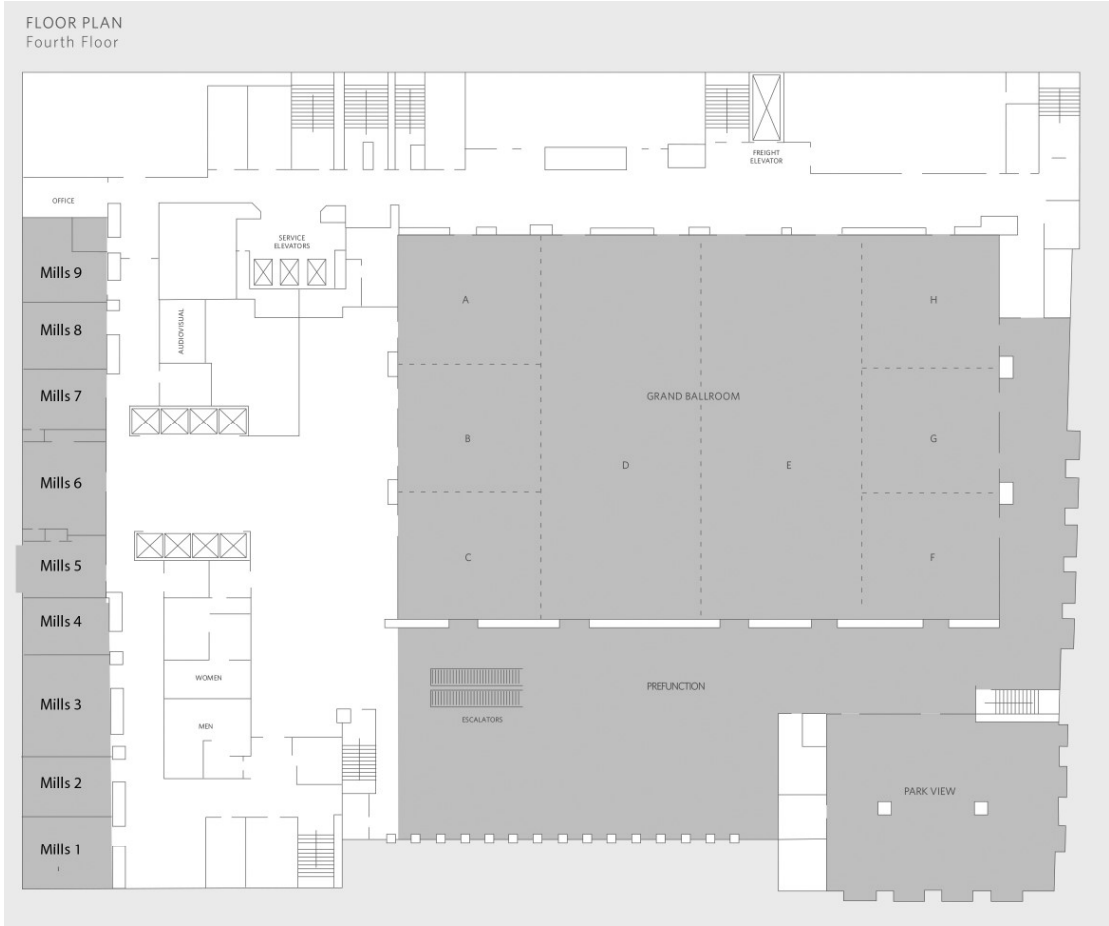 FLOOR PLAN
Fourth Floor
FREIGHT
ELEVATOR
OFFICE
SERVICE
ELEVATORS
Mills 9
A
H
Mills 8
AUDIOVISUAL
Mills 7
GRAND BALLROOM
B
G
D
E
Mills 6
C
F
Mills 5
Mills 4
WOMEN
PREFUNCTION
Mills 3
ESCALATORS
MEN
Mills 2
PARK VIEW
Mills 1